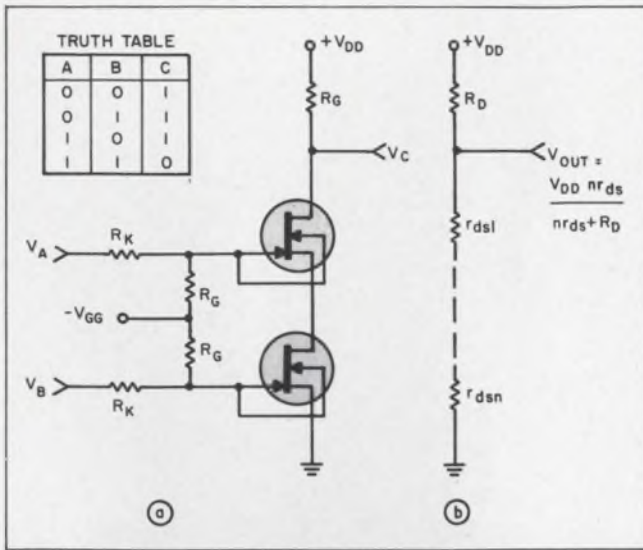 TRUTH TABLE
A B C
0 0 1
0 1 1
1 0 1
1 1 0
+VDD
RG
VC
VA
RK
RG
-VGG
RG
VB
RK
a
+VDD
RD
VOUT =
VDD nrds
nrds+RD
rds1
rdsn
b